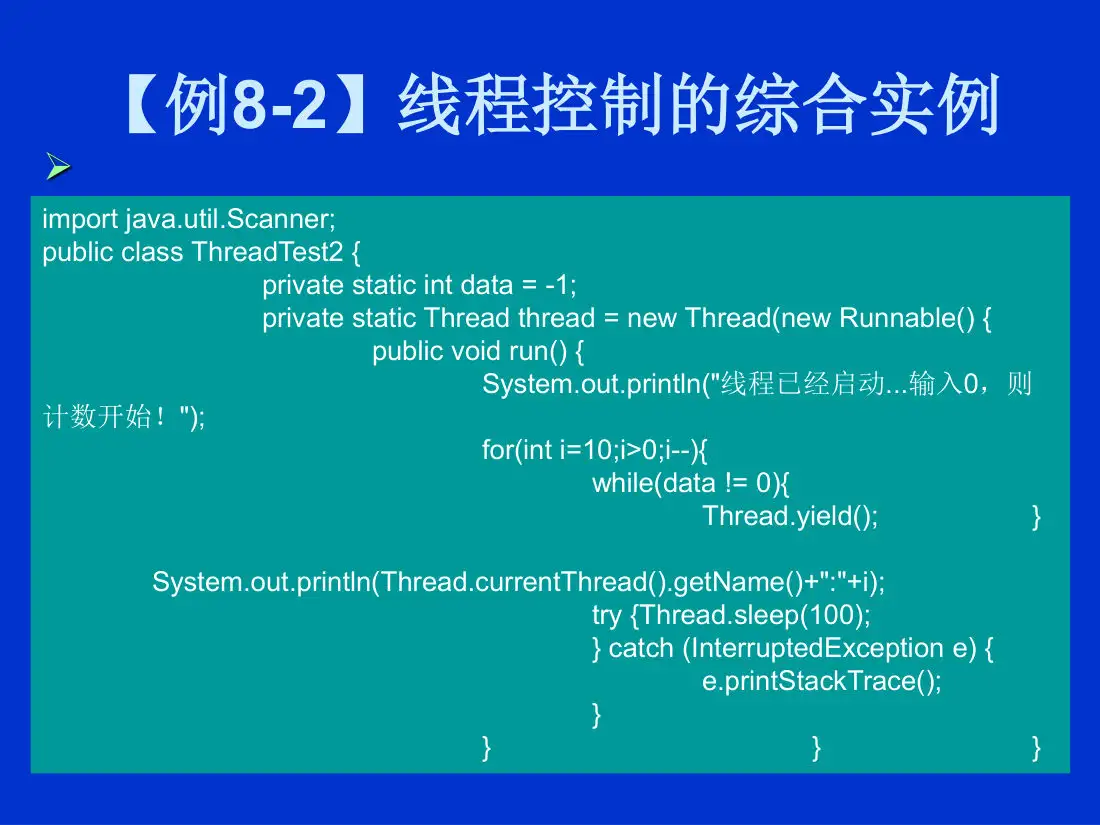 【例8-2】线程控制的综合实例
import java.util.Scanner;
public class ThreadTest2 {
private static int data = -1;
private static Thread thread = new Thread(new Runnable() {
public void run() {
System.out.println("线程已经启动...输入0，则
计数开始！");
for(int i=10;i>0;i--){
while(data != 0){
Thread.yield(); }
System.out.println(Thread.currentThread().getName()+":"+i);
try {Thread.sleep(100);
} catch (InterruptedException e) {
e.printStackTrace();
}
} } }